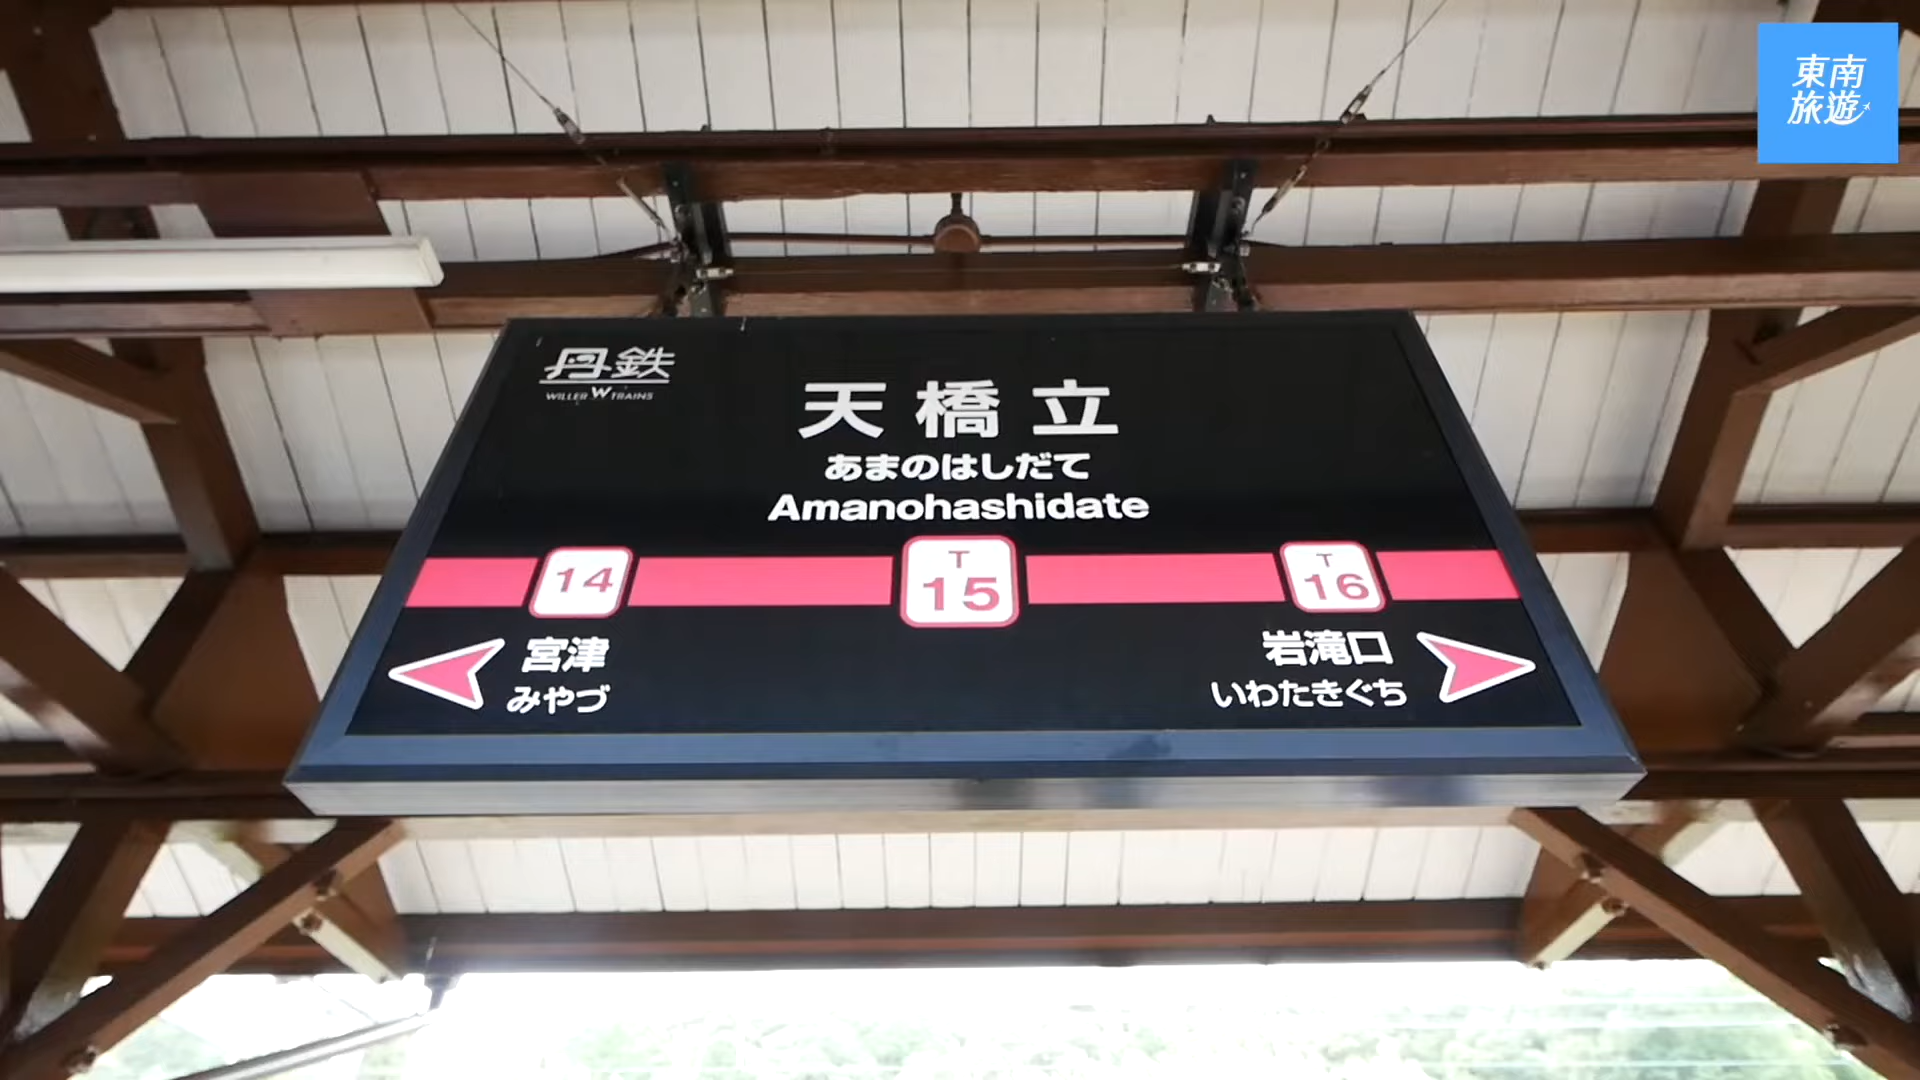 東南
旅遊
丹鉄
WILLER TRAINS
天橋立
あまのはしだて
Amanohashidate
14
T
15
T
16
宮津
みやづ
岩滝口
いわたきぐち